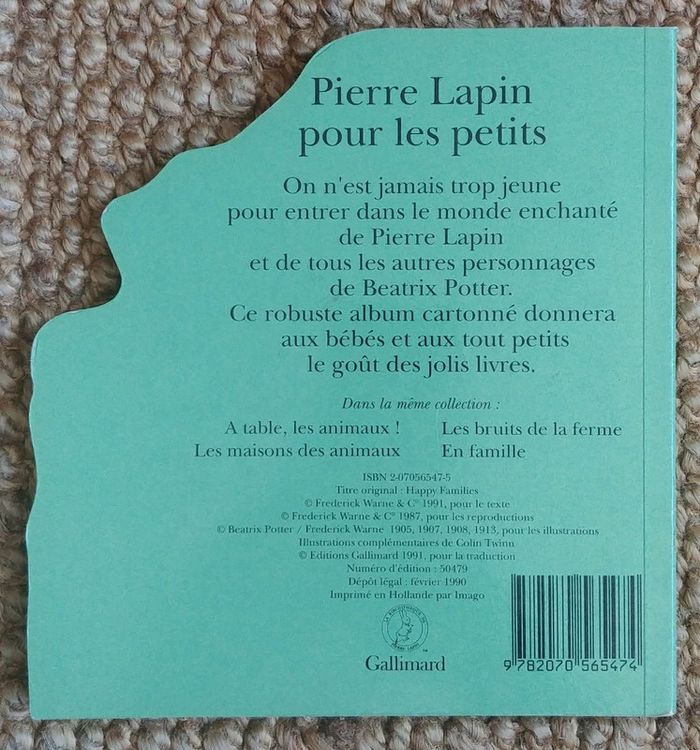 Pierre Lapin
pour les petits
On n'est jamais trop jeune
pour entrer dans le monde enchanté
de Pierre Lapin
et de tous les autres personnages
de Beatrix Potter.
Ce robuste album cartonné donnera
aux bébés et aux tout petits
le goût des jolis livres.
Dans la même collection :
A table, les animaux ! Les bruits de la ferme
Les maisons des animaux En famille
ISBN 2-07056547-5
Titre original : Happy Families
© Frederick Warne & C° 1991, pour le texte
© Frederick Warne & C° 1987, pour les reproductions
© Beatrix Potter / Frederick Warne 1905, 1907, 1908, 1913, pour les illustrations
Illustrations complémentaires de Colin Twinn
© Editions Gallimard 1991, pour la traduction
Numéro d'édition : 50479
Dépôt légal : février 1990
Imprimé en Hollande par Imago
LA BIBLIOTHEQUE DE
PIERRE LAPIN
TM
Gallimard
9 782070 565474